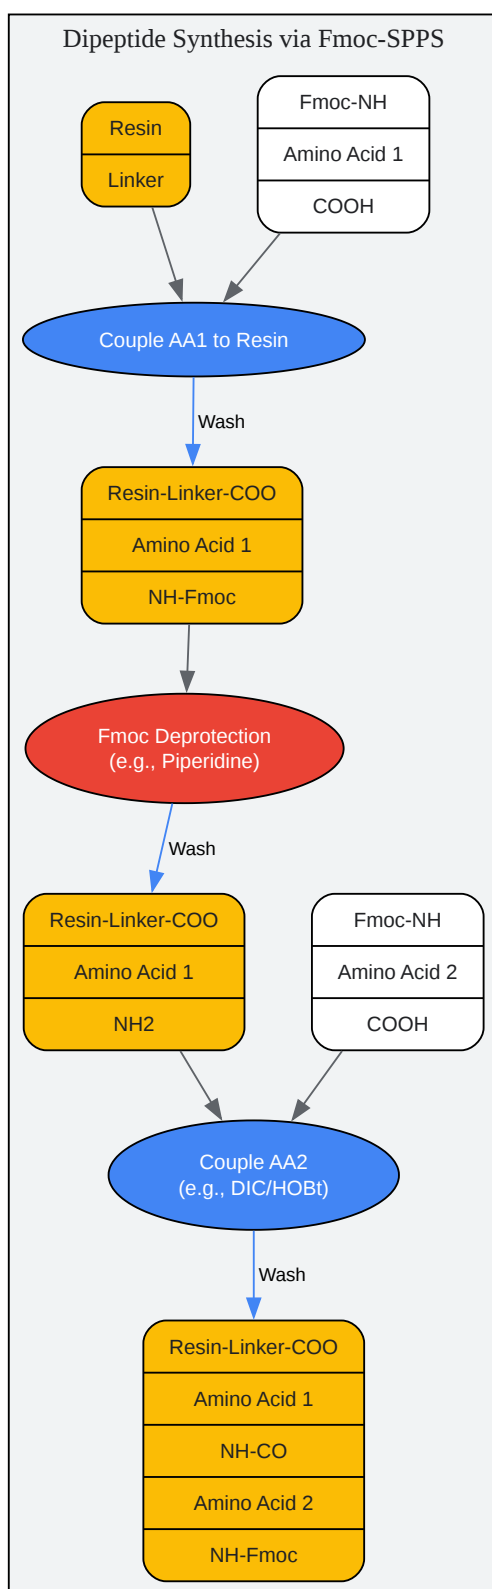 Dipeptide Synthesis via Fmoc-SPPS
Resin
Linker
Fmoc-NH
Amino Acid 1
COOH
Couple AA1 to Resin
Wash
Resin-Linker-COO
Amino Acid 1
NH-Fmoc
Fmoc Deprotection
(e.g., Piperidine)
Wash
Resin-Linker-COO
Amino Acid 1
NH2
Fmoc-NH
Amino Acid 2
COOH
Couple AA2
(e.g., DIC/HOBt)
Wash
Resin-Linker-COO
Amino Acid 1
NH-CO
Amino Acid 2
NH-Fmoc